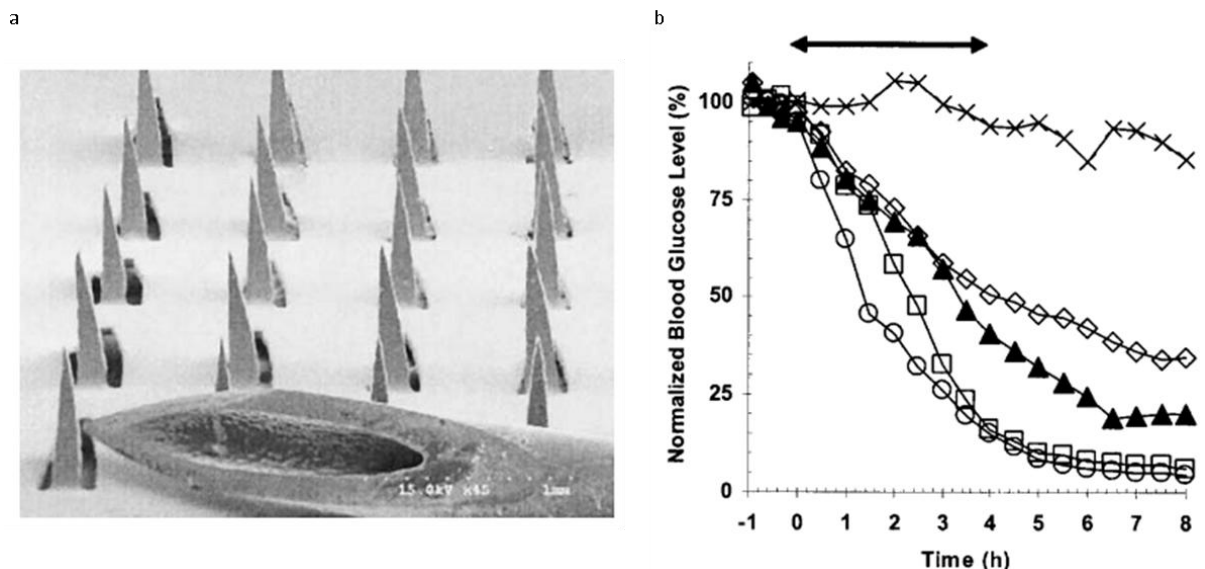 a
b
15.0kV X45 1mm
Normalized Blood Glucose Level (%)
100
75
50
25
0
-1 0 1 2 3 4 5 6 7 8
Time (h)